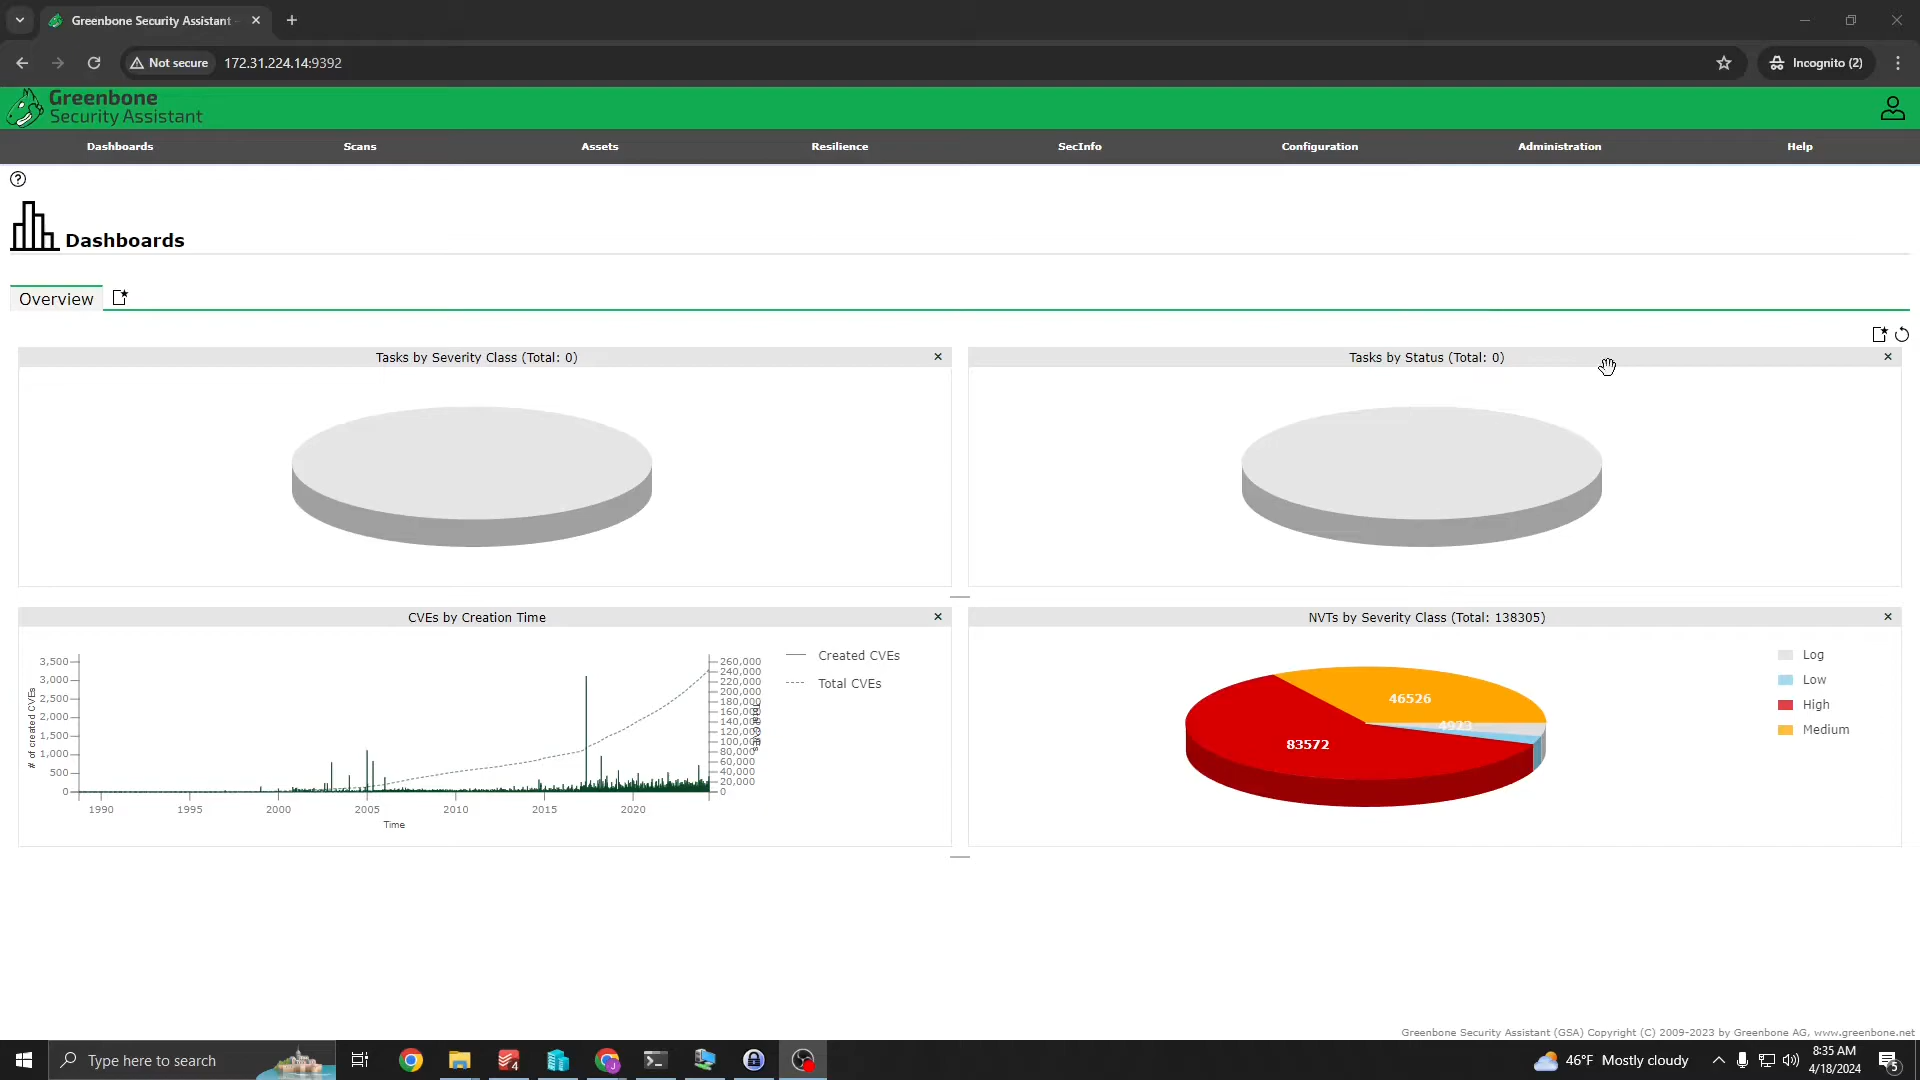 Greenbone Security Assistant
Not secure
172.31.224.14:9392
Incognito (2)
Greenbone
Security Assistant
Dashboards
Scans
Assets
Resilience
SecInfo
Configuration
Administration
Help
Dashboards
Overview
Tasks by Severity Class (Total: 0)
Tasks by Status (Total: 0)
CVEs by Creation Time
# of created CVEs
3,500
3,000
2,500
2,000
1,500
1,000
500
0
260,000
240,000
220,000
200,000
180,000
160,000
140,000
120,000
100,000
80,000
60,000
40,000
20,000
0
1990
1995
2000
2005
2010
2015
2020
Time
Created CVEs
Total CVEs
NVTs by Severity Class (Total: 138305)
46526
4973
83572
Log
Low
High
Medium
Greenbone Security Assistant (GSA) Copyright (C) 2009-2023 by Greenbone AG, www.greenbone.net
Type here to search
4
J
46°F Mostly cloudy
8:35 AM
4/18/2024
5